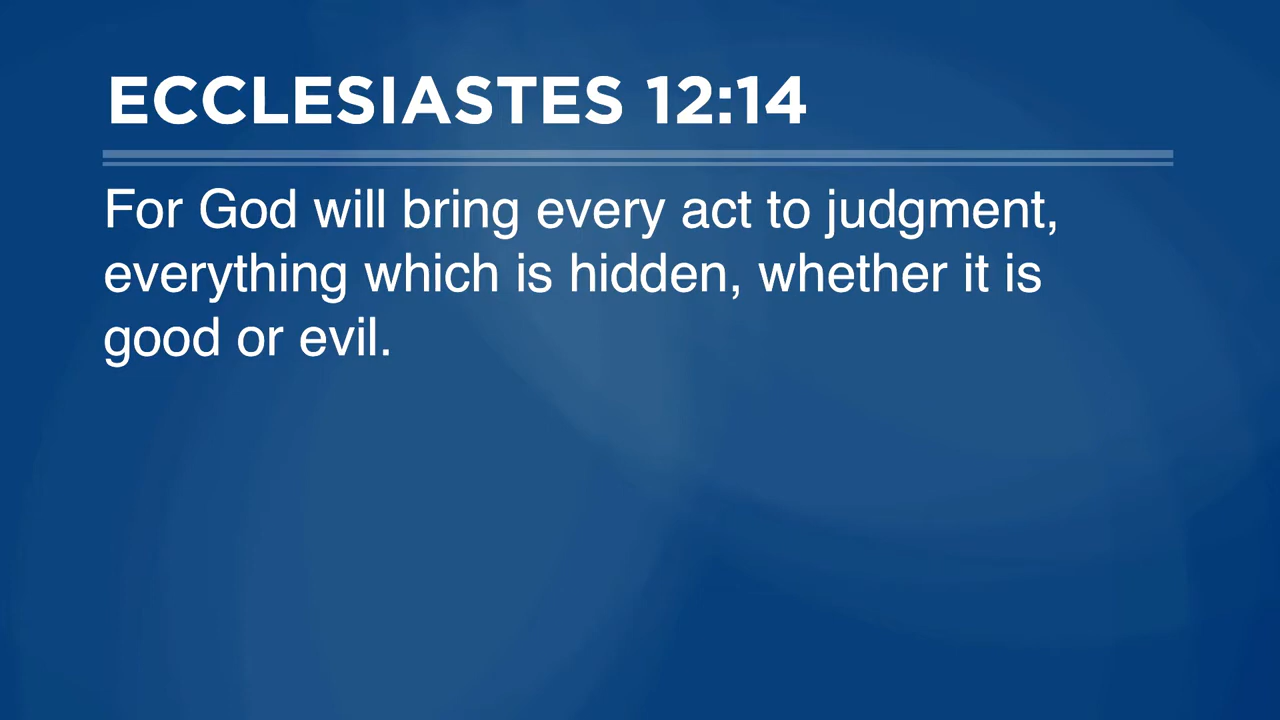 ECCLESIASTES 12:14
For God will bring every act to judgment,
everything which is hidden, whether it is
good or evil.